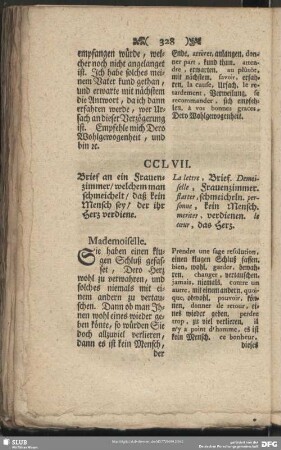 328
empfangen würde, wel-
cher noch nicht angelanget
ist. Ich habe solches mei-
nem Vater kund gethan,
und erwarte mit nächstem
die Antwort, da ich dann
erfahren werde, wer Ur-
sach an dieser Verzögerung
ist. Empfehle mich Dero
Wohlgewogenheit, und
bin ꝛc.
Ende, arriver, anlangen, don-
ner part, kund thun, atten-
dre, erwarten, au plûtôt,
mit nächstem, savoir, erfah-
ren, la cause, Ursach, le re-
tardement, Verweilung, se
recommander, sich empfeh-
len, à vos bonnes graces,
Dero Wohlgewogenheit.
CCLVII.
Brief an ein Frauen-
zimmer/ welchem man
schmeichelt/ daß kein
Mensch sey/ der ihr
Herz verdiene.
La lettre, Brief, Demoi-
selle, Frauenzimmer,
flatter, schmeicheln, per-
sonne, kein Mensch,
meriter, verdienen, le
cœur, das Herz.
Mademoiselle.
Sie haben einen klu-
gen Schluß gefas-
set, Dero Herz
wohl zu verwahren, und
solches niemals mit ei-
nem andern zu vertau-
schen. Dann ob man Ih-
nen wohl eines wieder ge-
ben könte, so würden Sie
doch allzuviel verlieren,
dann es ist kein Mensch,
der
Prendre une sage resolution,
einen klugen Schluß fassen,
bien, wohl, garder, bewah-
ren, changer, vertauschen,
jamais, niemals, contre un
autre, mit einem andern, quoi-
que, obwohl, pouvoir, kön-
nen, donner de retour, ei-
nes wieder geben, perdre
trop, zu viel verlieren, il
n'y a point d'homme, es ist
kein Mensch, ce bonheur,
dieses
SLUB
DFG